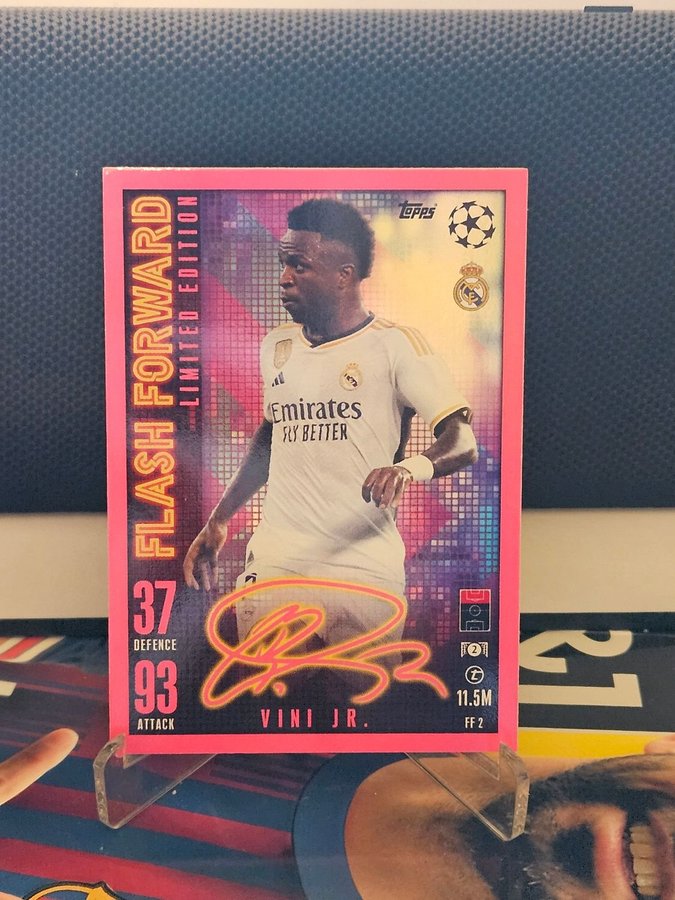 FLASH FORWARD
LIMITED EDITION
topps
Emirates
FLY BETTER
37
DEFENCE
93
ATTACK
2
t
11.5M
FF 2
VINI JR.
21